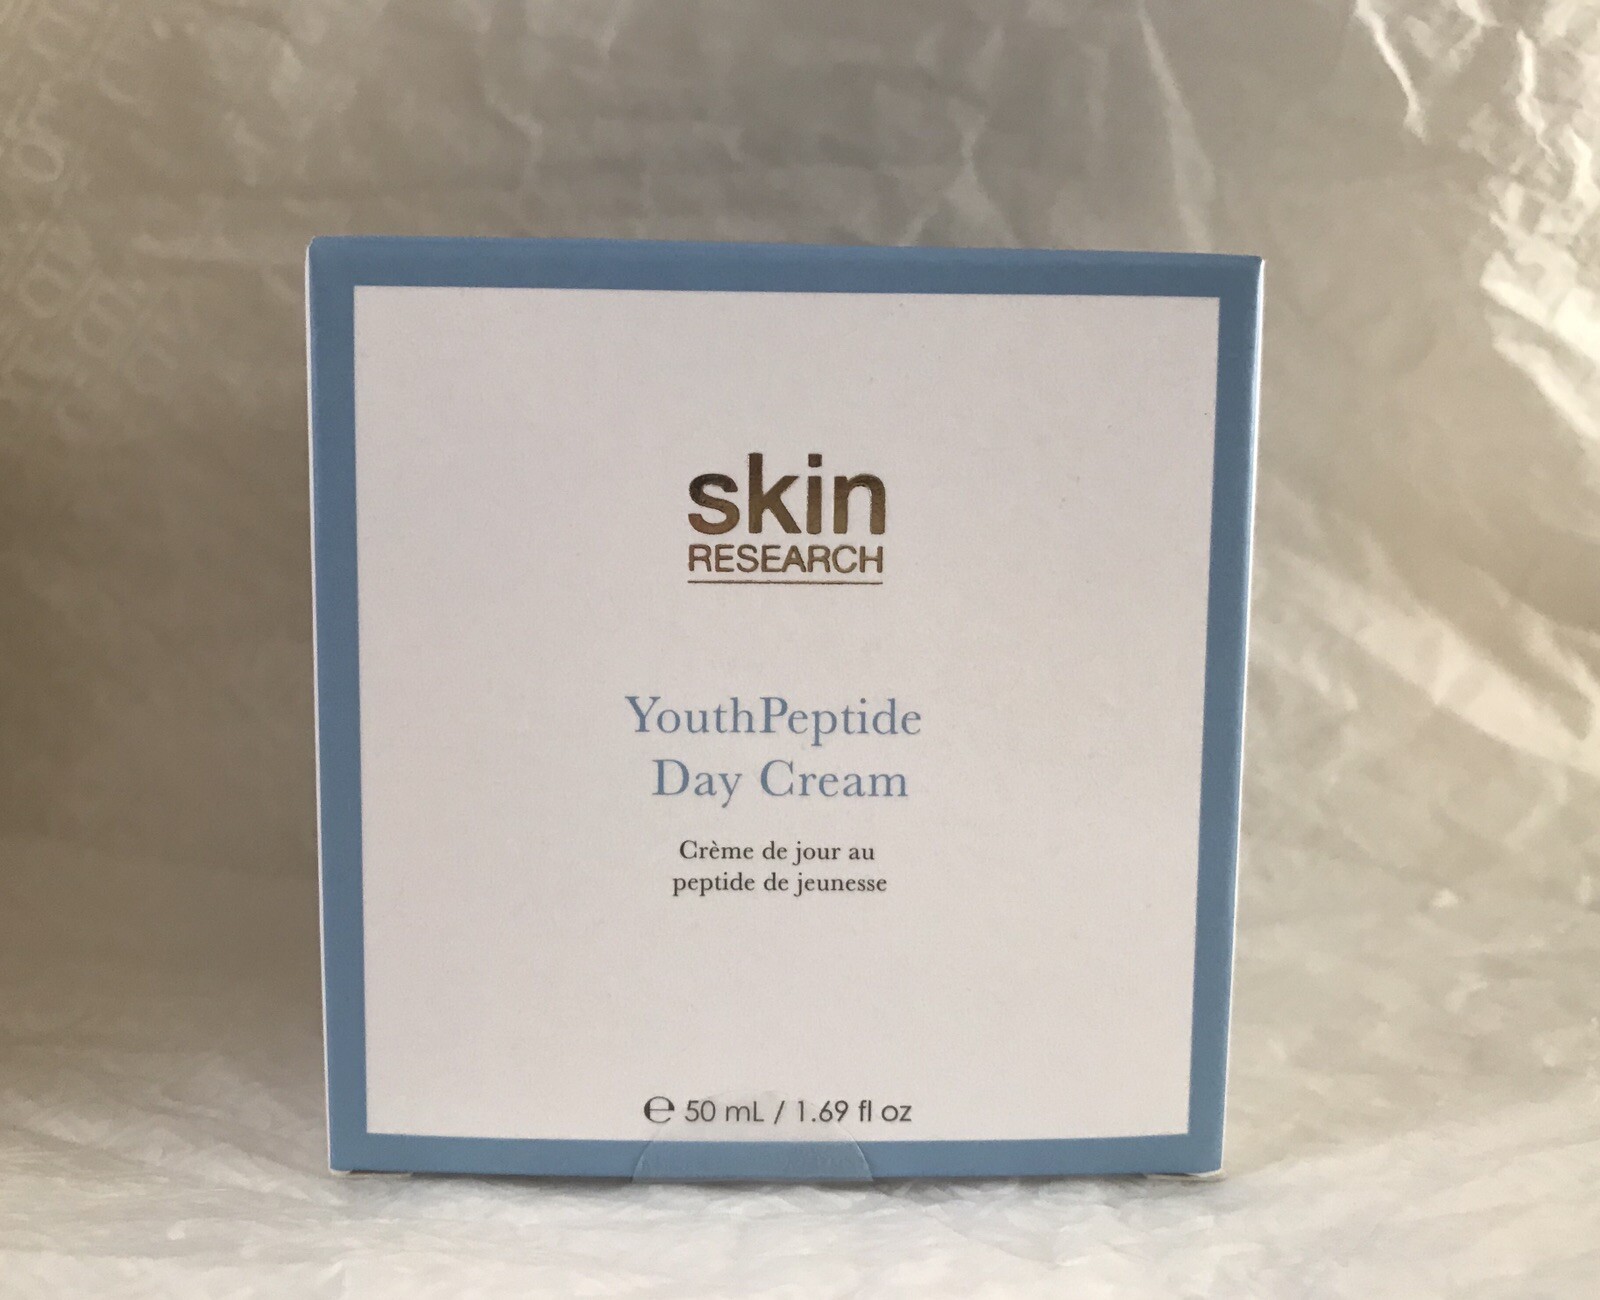 skin
RESEARCH
YouthPeptide
Day Cream
Crème de jour au
peptide de jeunesse
℮ 50 mL / 1.69 fl oz